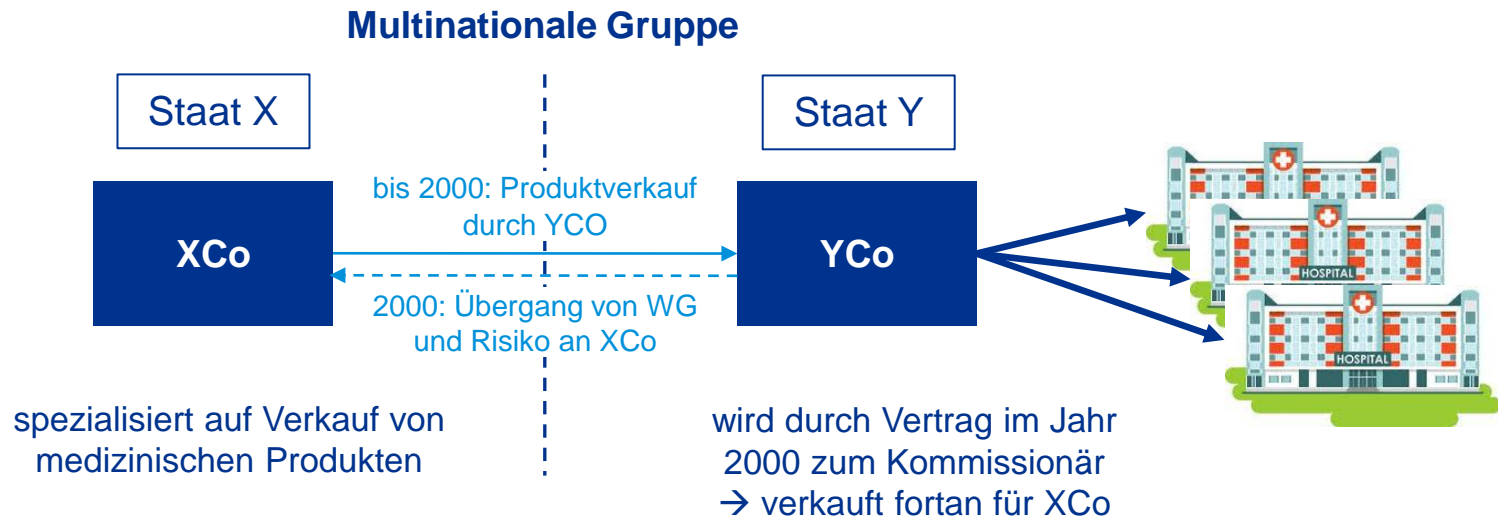 Multinationale Gruppe
Staat X
Staat Y
bis 2000: Produktverkauf
durch YCO
XCo
YCo
2000: Übergang von WG
und Risiko an XCo
HOSPITAL
HOSPITAL
spezialisiert auf Verkauf von
medizinischen Produkten
wird durch Vertrag im Jahr
2000 zum Kommissionär
→ verkauft fortan für XCo